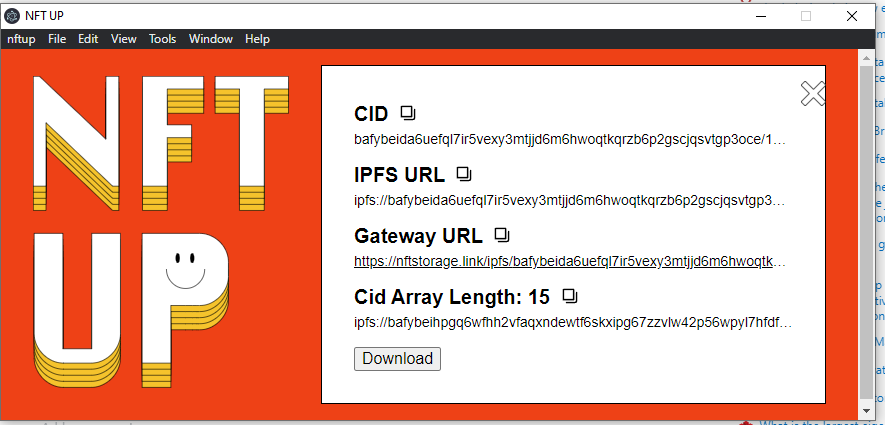 NFT UP
nftup File Edit View Tools Window Help
NFT
UP
CID
bafybeida6uefql7ir5vexy3mtjjd6m6hwoqtkqrzb6p2gscjqsvtgp3oce/1…
IPFS URL
ipfs://bafybeida6uefql7ir5vexy3mtjjd6m6hwoqtkqrzb6p2gscjqsvtgp3…
Gateway URL
https://nftstorage.link/ipfs/bafybeida6uefql7ir5vexy3mtjjd6m6hwoqtk…
Cid Array Length: 15
ipfs://bafybeihpgq6wfhh2vfaqxndewtf6skxipg67zzvlw42p56wpyl7hfdf…
Download